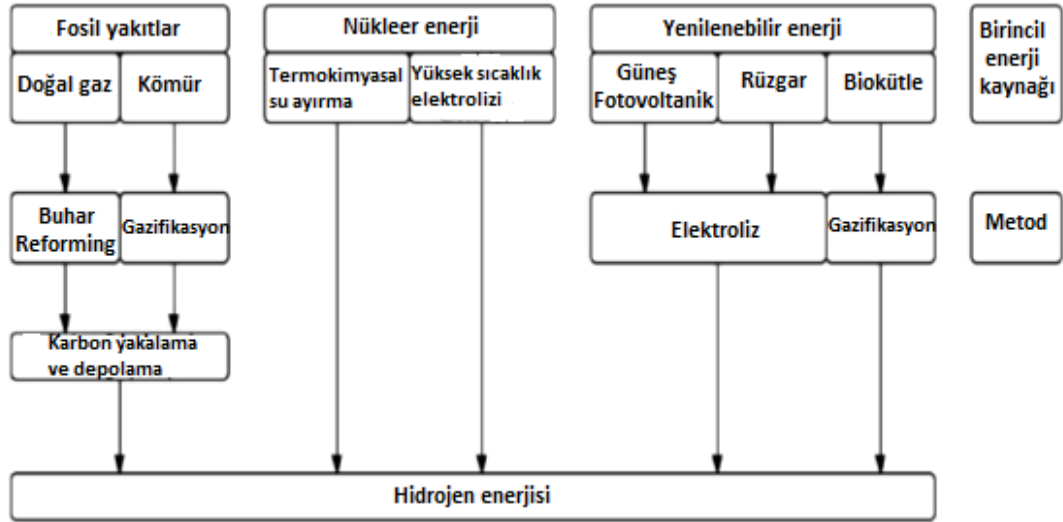 Fosil yakıtlar
Nükleer enerji
Yenilenebilir enerji
Birincil
enerji
kaynağı
Doğal gaz
Kömür
Termokimyasal
su ayırma
Yüksek sıcaklık
elektrolizi
Güneş
Fotovoltanik
Rüzgar
Biokütle
Buhar
Reforming
Gazifikasyon
Elektroliz
Gazifikasyon
Metod
Karbon yakalama
ve depolama
Hidrojen enerjisi